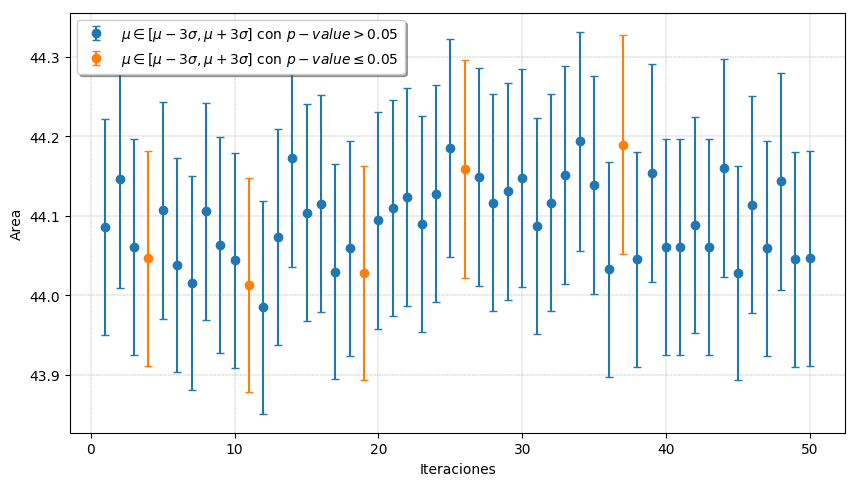 μ ∈ [μ − 3σ, μ + 3σ] con p − value > 0.05
μ ∈ [μ − 3σ, μ + 3σ] con p − value ≤ 0.05
44.3
44.2
44.1
44.0
43.9
Area
0 10 20 30 40 50
Iteraciones